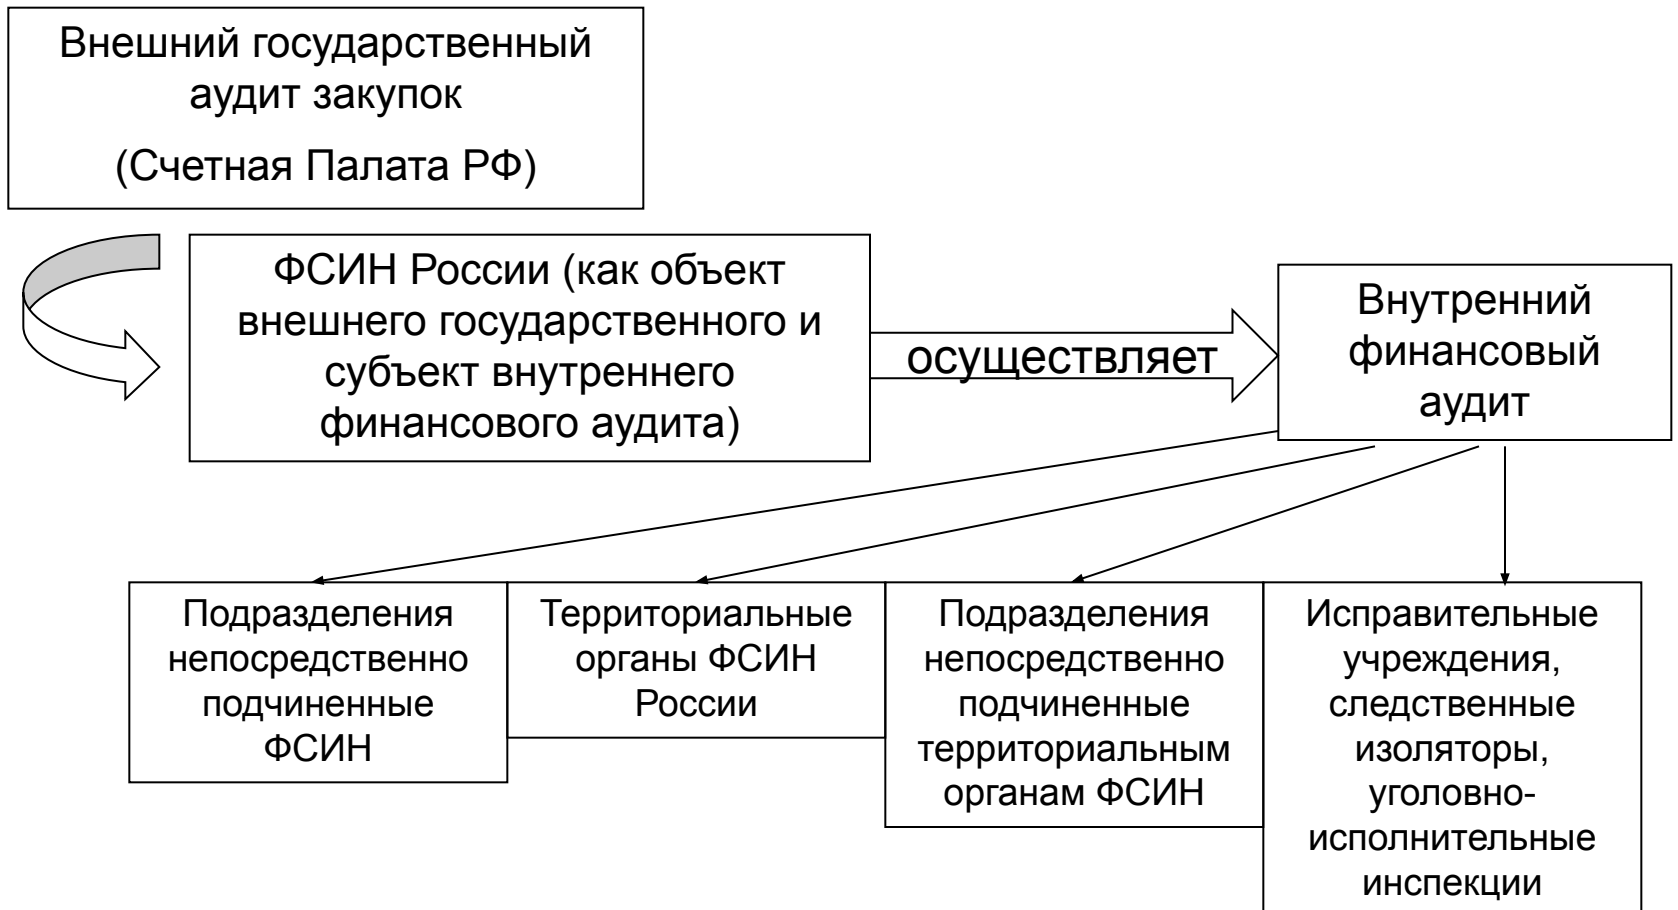 Внешний государственный
аудит закупок
(Счетная Палата РФ)
ФСИН России (как объект
внешнего государственного и
субъект внутреннего
финансового аудита)
осуществляет
Внутренний
финансовый
аудит
Подразделения
непосредственно
подчиненные
ФСИН
Территориальные
органы ФСИН
России
Подразделения
непосредственно
подчиненные
территориальным
органам ФСИН
Исправительные
учреждения,
следственные
изоляторы,
уголовно-
исполнительные
инспекции